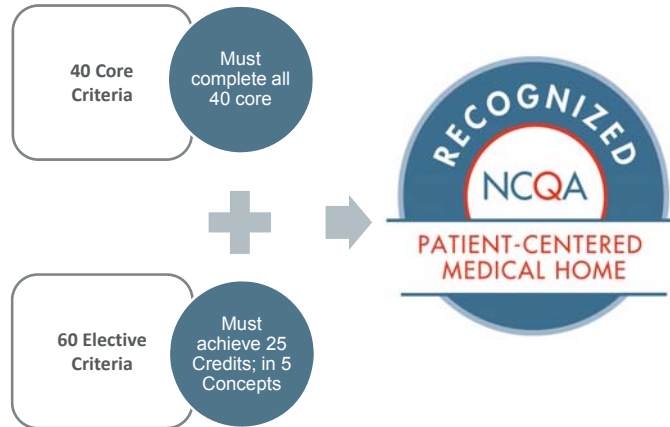 40 Core
Criteria
Must
complete all
40 core
60 Elective
Criteria
Must
achieve 25
Credits; in 5
Concepts
RECOGNIZED
NCQA
PATIENT-CENTERED
MEDICAL HOME